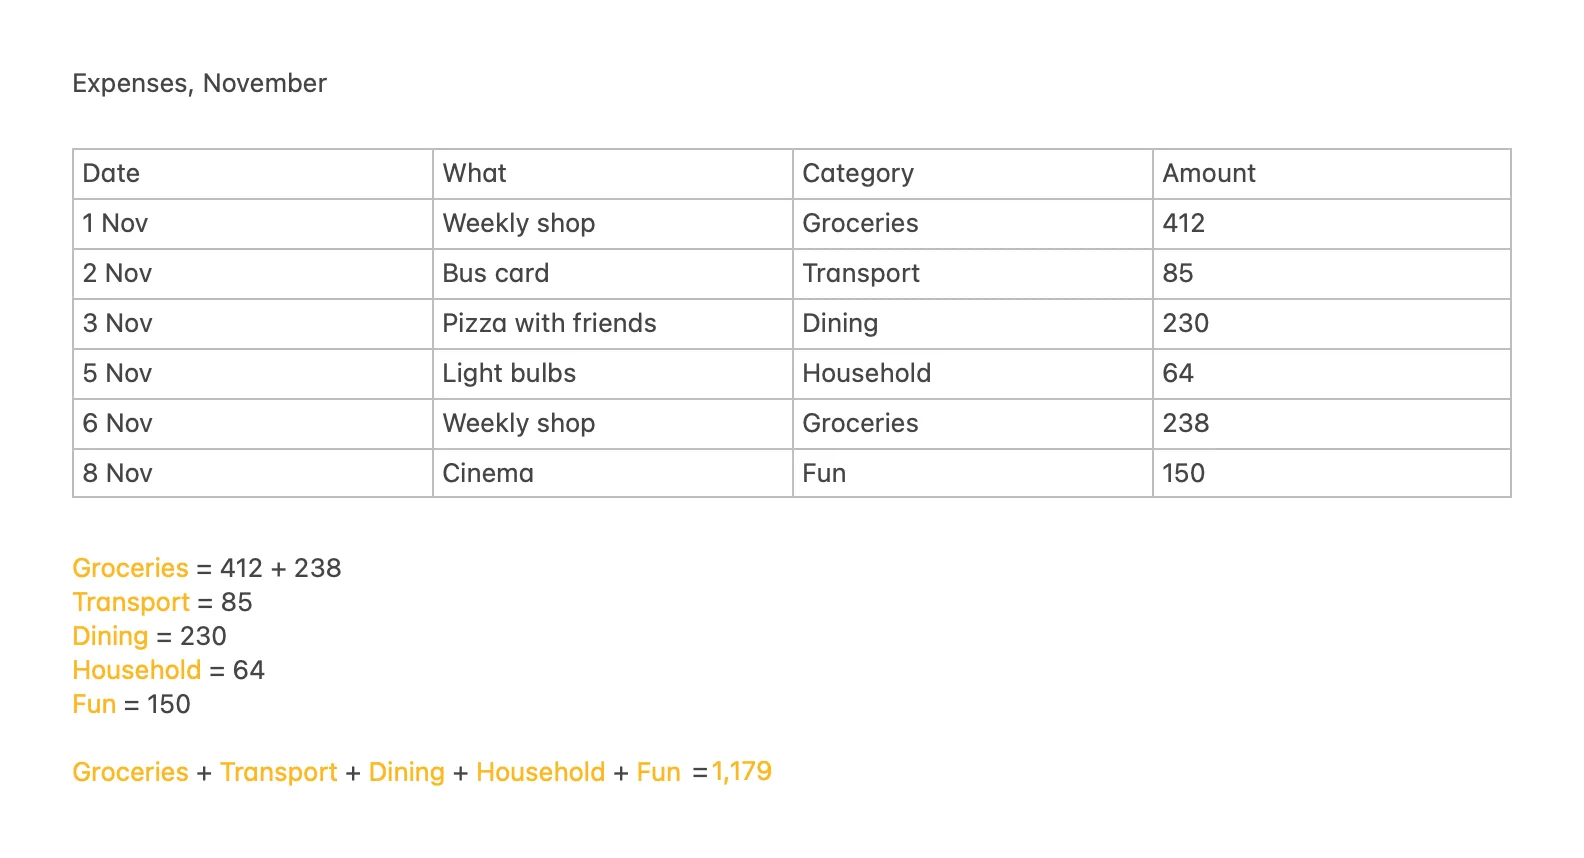 Expenses, November
Date What Category Amount
1 Nov Weekly shop Groceries 412
2 Nov Bus card Transport 85
3 Nov Pizza with friends Dining 230
5 Nov Light bulbs Household 64
6 Nov Weekly shop Groceries 238
8 Nov Cinema Fun 150
Groceries = 412 + 238
Transport = 85
Dining = 230
Household = 64
Fun = 150
Groceries + Transport + Dining + Household + Fun = 1,179